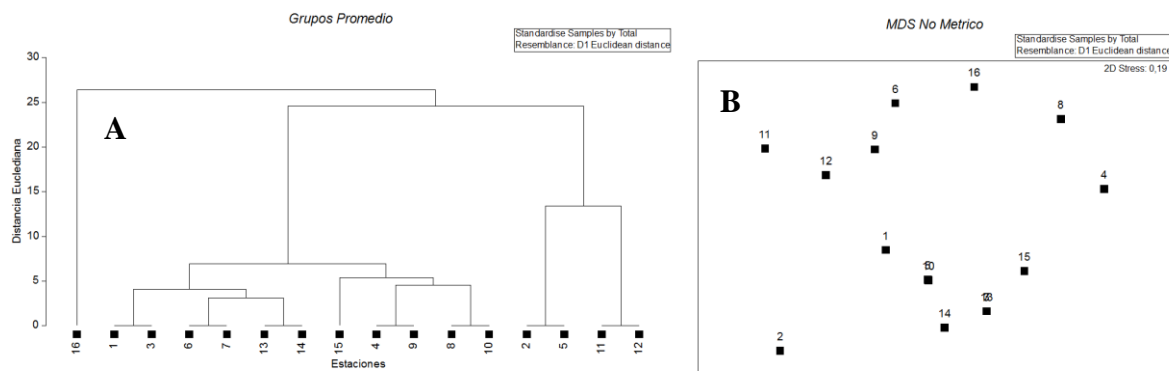 Grupos Promedio
Standardise Samples by Total
Resemblance: D1 Euclidean distance
30
25
20
15
10
5
0
Distancia Euclediana
A
16 1 3 6 7 13 14 15 4 9 8 10 2 5 11 12
Estaciones
MDS No Metrico
Standardise Samples by Total
Resemblance: D1 Euclidean distance
2D Stress: 0,19
B
16
6
8
11
9
12
4
1
10
15
13
14
2